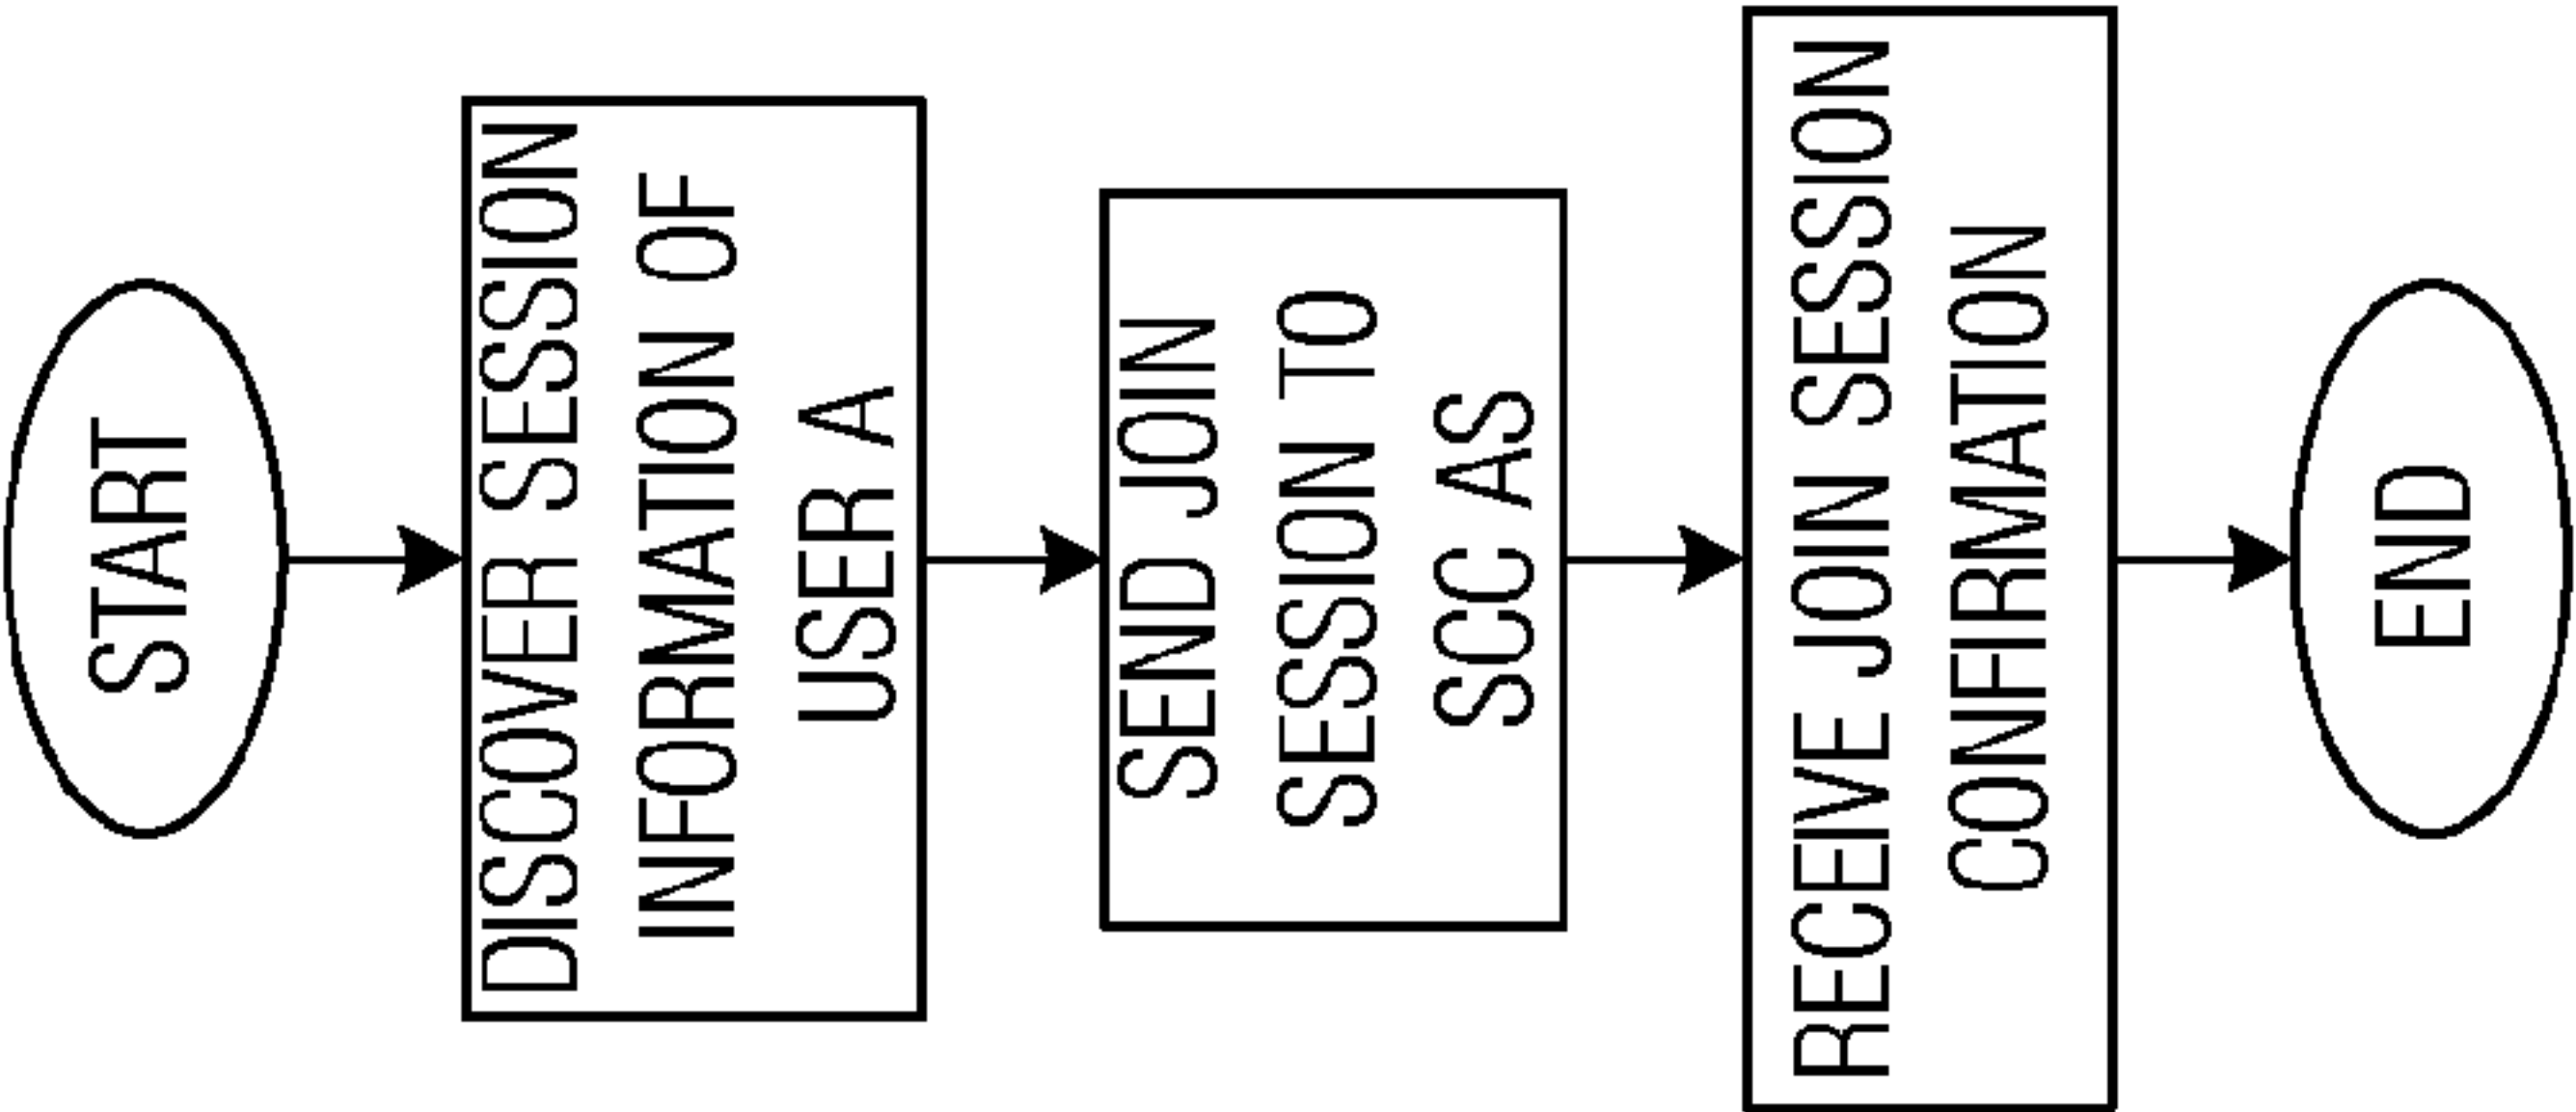 START
DISCOVER SESSION
INFORMATION OF
USER A
SEND JOIN
SESSION TO
SCC AS
RECEIVE JOIN SESSION
CONFIRMATION
END